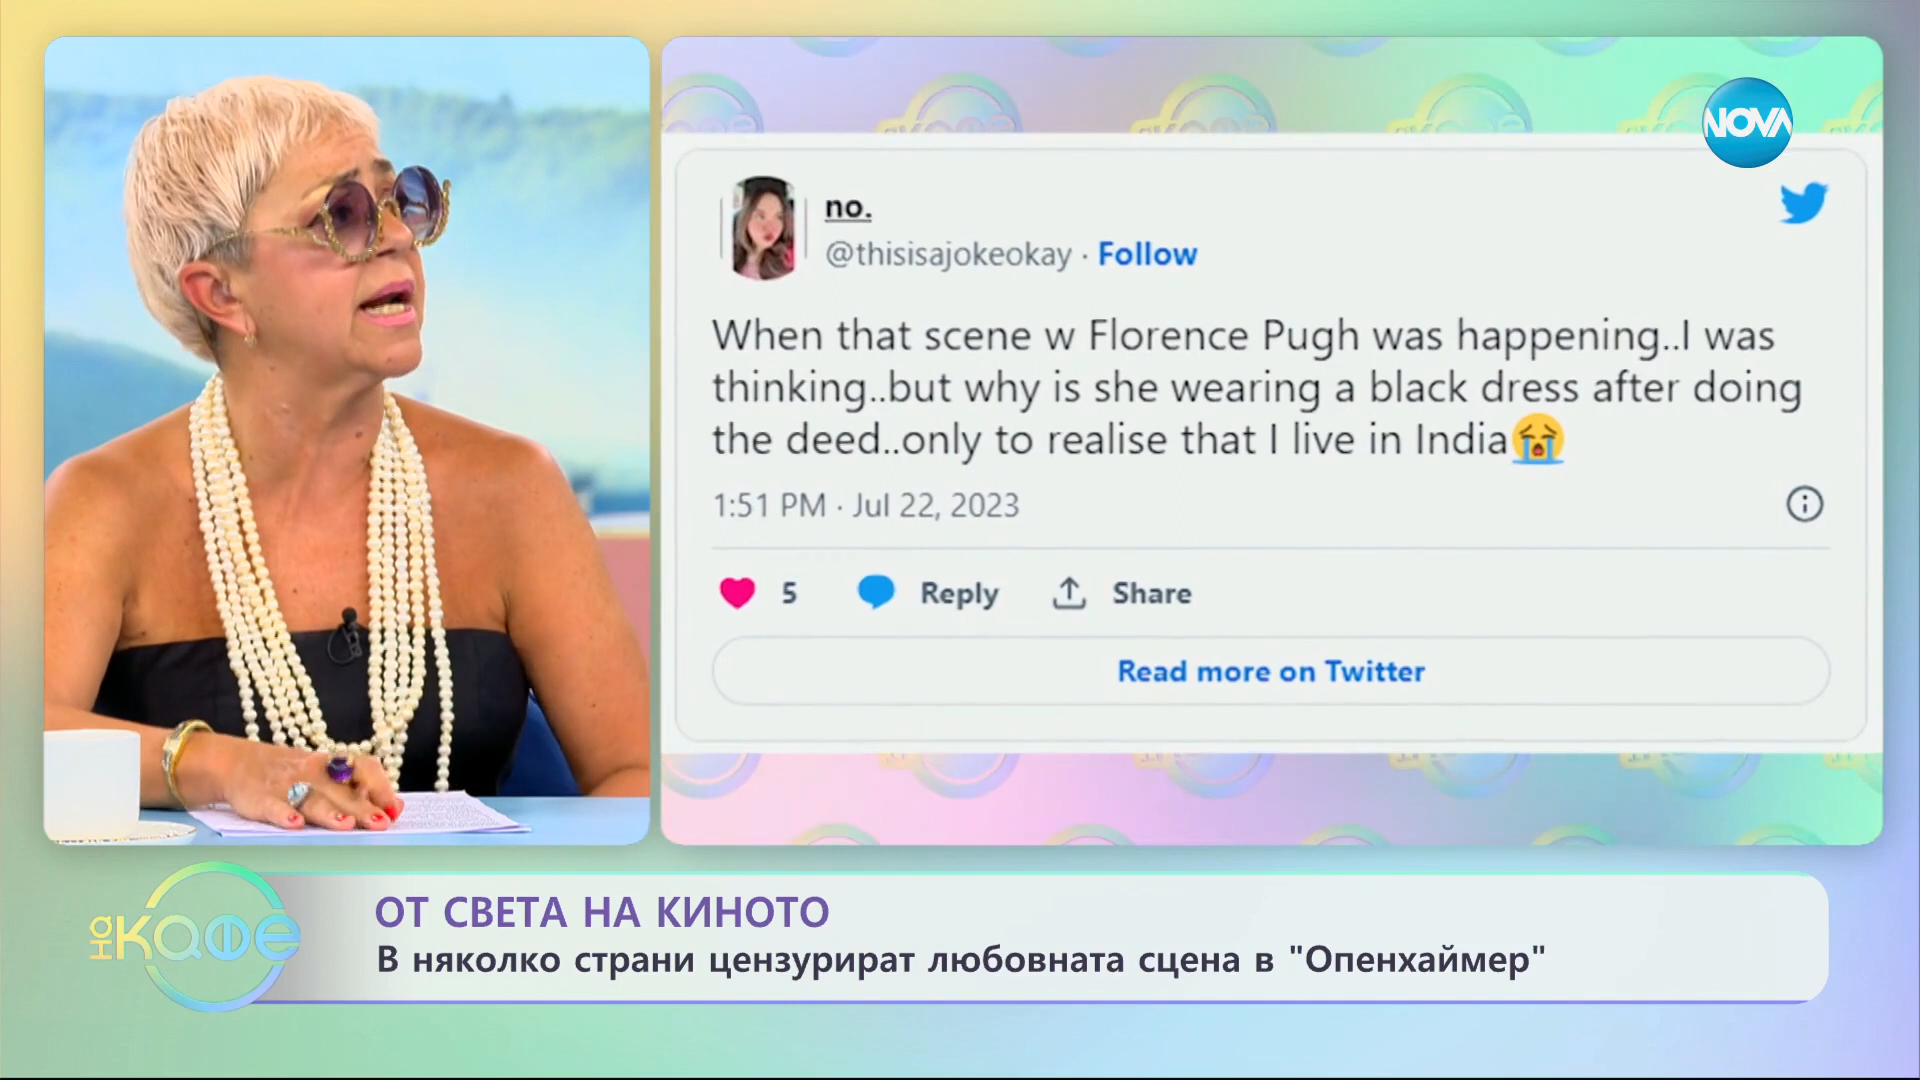 NOVA
no.
@thisisajokeokay · Follow
When that scene w Florence Pugh was happening..I was
thinking..but why is she wearing a black dress after doing
the deed..only to realise that I live in India😭
1:51 PM · Jul 22, 2023
5 Reply Share
Read more on Twitter
на кафе
ОТ СВЕТА НА КИНОТО
В няколко страни цензурират любовната сцена в "Опенхаймер"